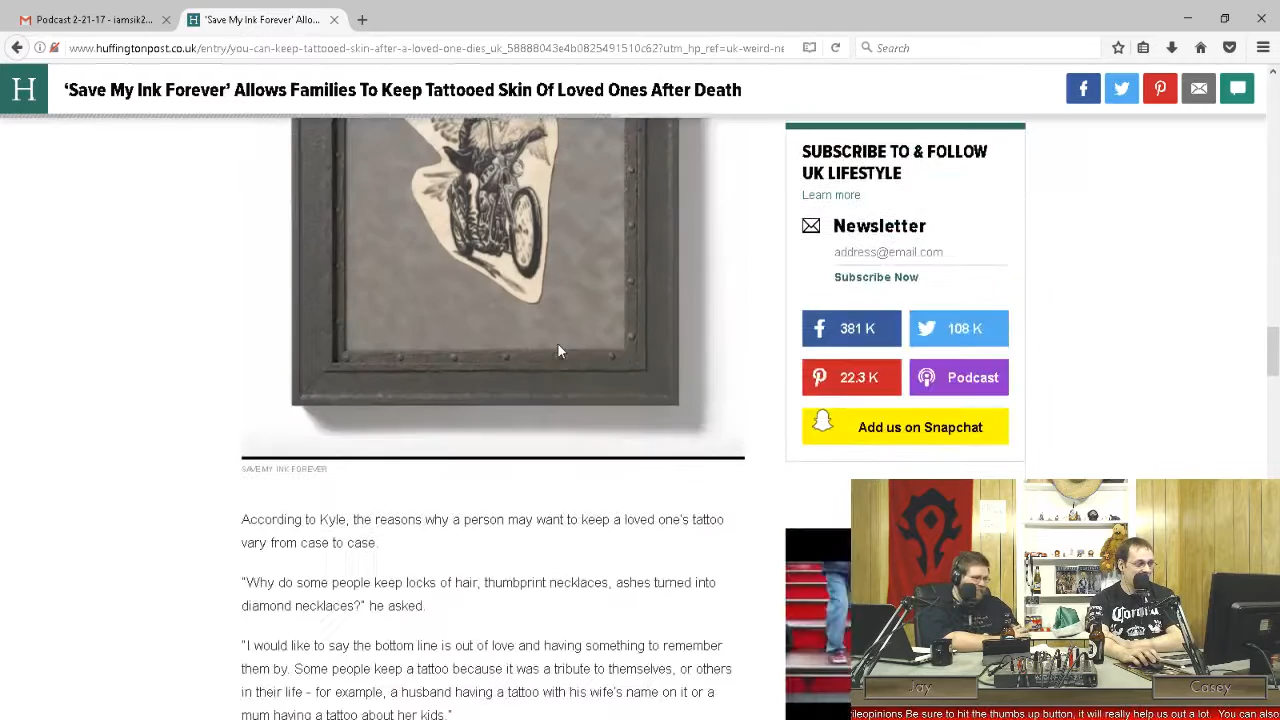 Podcast 2-21-17 - iamsik2...
'Save My Ink Forever' Allo...
www.huffingtonpost.co.uk/entry/you-can-keep-tattooed-skin-after-a-loved-one-dies_uk_58888043e4b0825491510c62?utm_hp_ref=uk-weird-ne
Search
H
'Save My Ink Forever' Allows Families To Keep Tattooed Skin Of Loved Ones After Death
SUBSCRIBE TO & FOLLOW
UK LIFESTYLE
Learn more
Newsletter
address@email.com
Subscribe Now
381 K
108 K
22.3 K
Podcast
Add us on Snapchat
SAVE MY INK FOREVER
According to Kyle, the reasons why a person may want to keep a loved one's tattoo
vary from case to case.
"Why do some people keep locks of hair, thumbprint necklaces, ashes turned into
diamond necklaces?" he asked.
"I would like to say the bottom line is out of love and having something to remember
them by. Some people keep a tattoo because it was a tribute to themselves, or others
in their life - for example, a husband having a tattoo with his wife's name on it or a
mum having a tattoo about her kids."
Corona
Jay
Casey
ileopinions Be sure to hit the thumbs up button, it will really help us out a lot. You can also